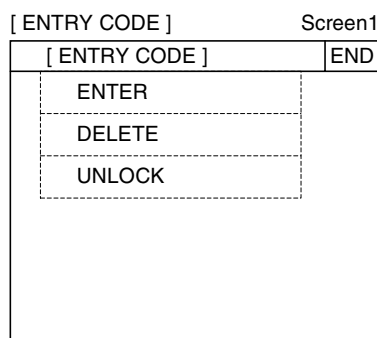 [ ENTRY CODE ] Screen1
[ ENTRY CODE ] END
ENTER
DELETE
UNLOCK